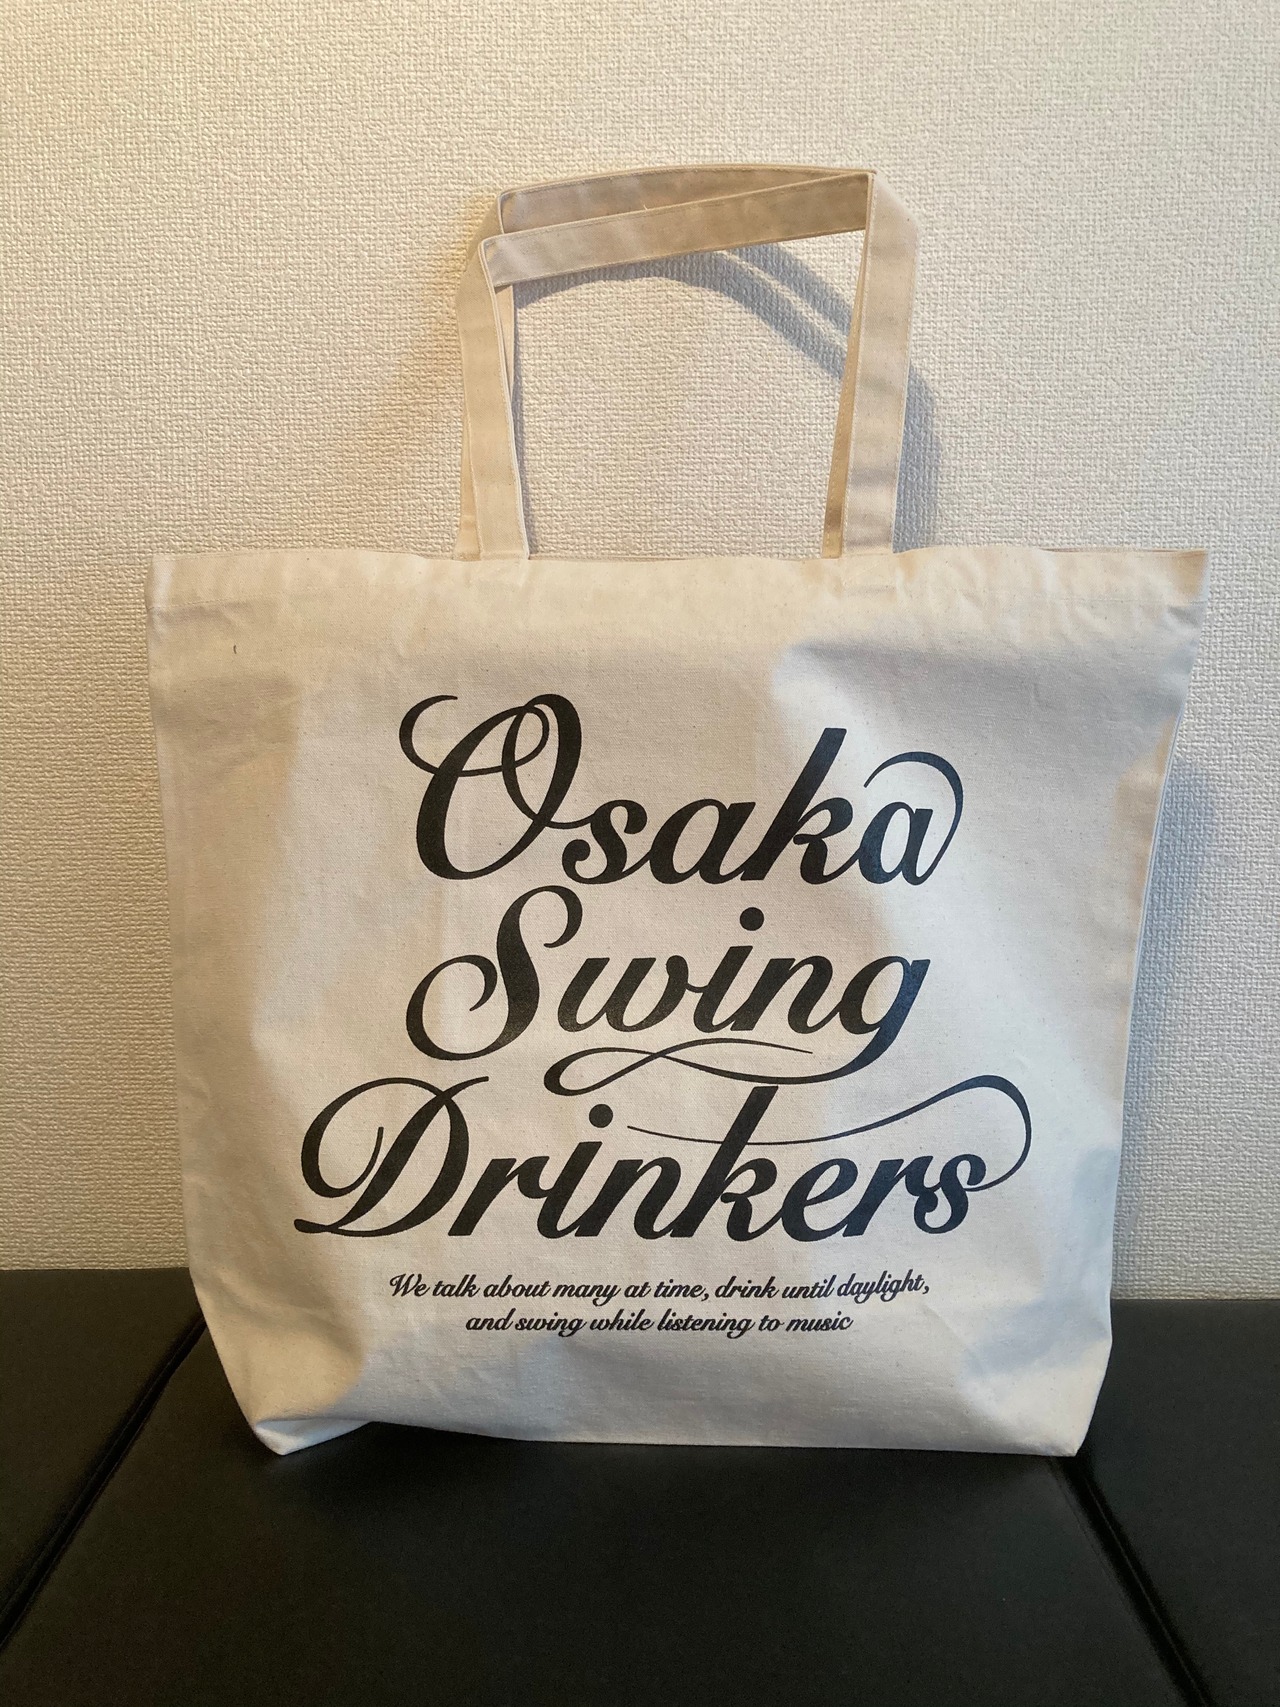 Osaka
Swing
Drinkers
We talk about many at time, drink until daylight,
and swing while listening to music